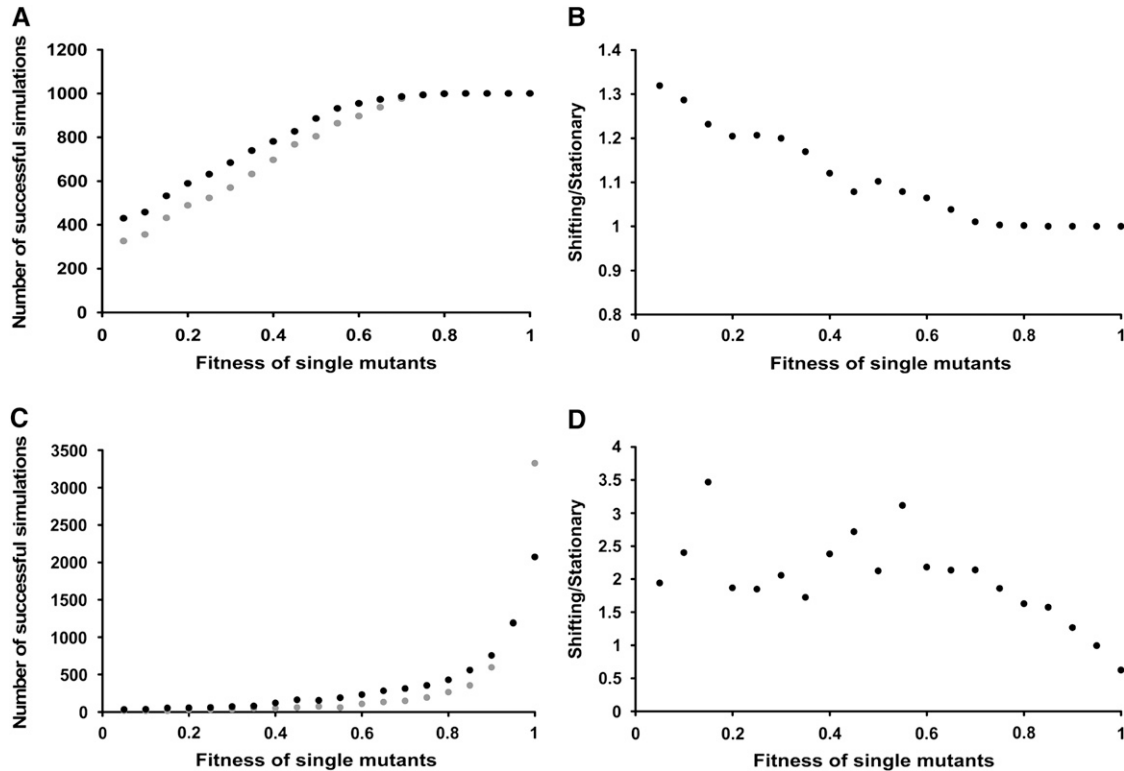 A
Number of successful simulations
1200
1000
800
600
400
200
0
0 0.2 0.4 0.6 0.8 1
Fitness of single mutants
B
Shifting/Stationary
1.4
1.3
1.2
1.1
1
0.9
0.8
0 0.2 0.4 0.6 0.8 1
Fitness of single mutants
C
Number of successful simulations
3500
3000
2500
2000
1500
1000
500
0
0 0.2 0.4 0.6 0.8 1
Fitness of single mutants
D
Shifting/Stationary
4
3.5
3
2.5
2
1.5
1
0.5
0
0 0.2 0.4 0.6 0.8 1
Fitness of single mutants